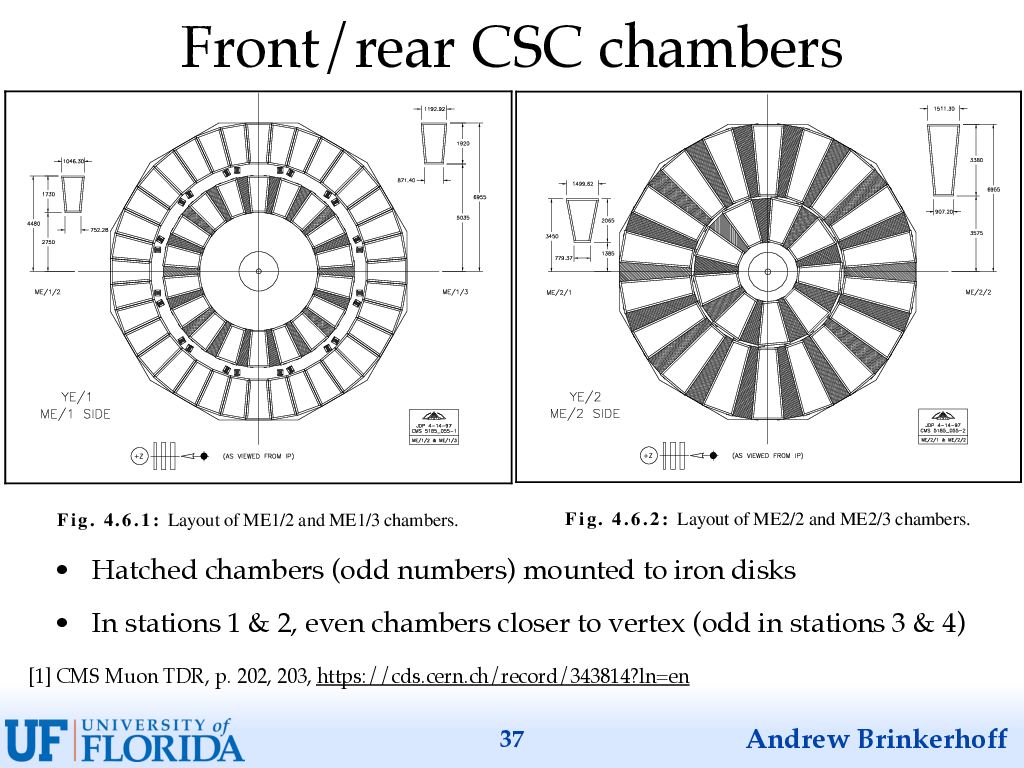 Front/rear CSC chambers
1192.92
1920
871.40
6955
5035
1046.30
1730
4480
752.28
2750
ME/1/2
ME/1/3
YE/1
ME/1 SIDE
JDP 4-14-97
CMS 5185_055-1
ME/1/2 & ME/1/3
+Z
(AS VIEWED FROM IP)
1511.30
3380
6955
907.20
3575
1499.62
2065
3450
1385
779.37
ME/2/1
ME/2/2
YE/2
ME/2 SIDE
JDP 4-14-97
CMS 5185_055-2
ME/2/1 & ME/2/2
+Z
(AS VIEWED FROM IP)
Fig. 4.6.1: Layout of ME1/2 and ME1/3 chambers.
Fig. 4.6.2: Layout of ME2/2 and ME2/3 chambers.
• Hatched chambers (odd numbers) mounted to iron disks
• In stations 1 & 2, even chambers closer to vertex (odd in stations 3 & 4)
[1] CMS Muon TDR, p. 202, 203, https://cds.cern.ch/record/343814?ln=en
UF UNIVERSITY of
FLORIDA
37
Andrew Brinkerhoff